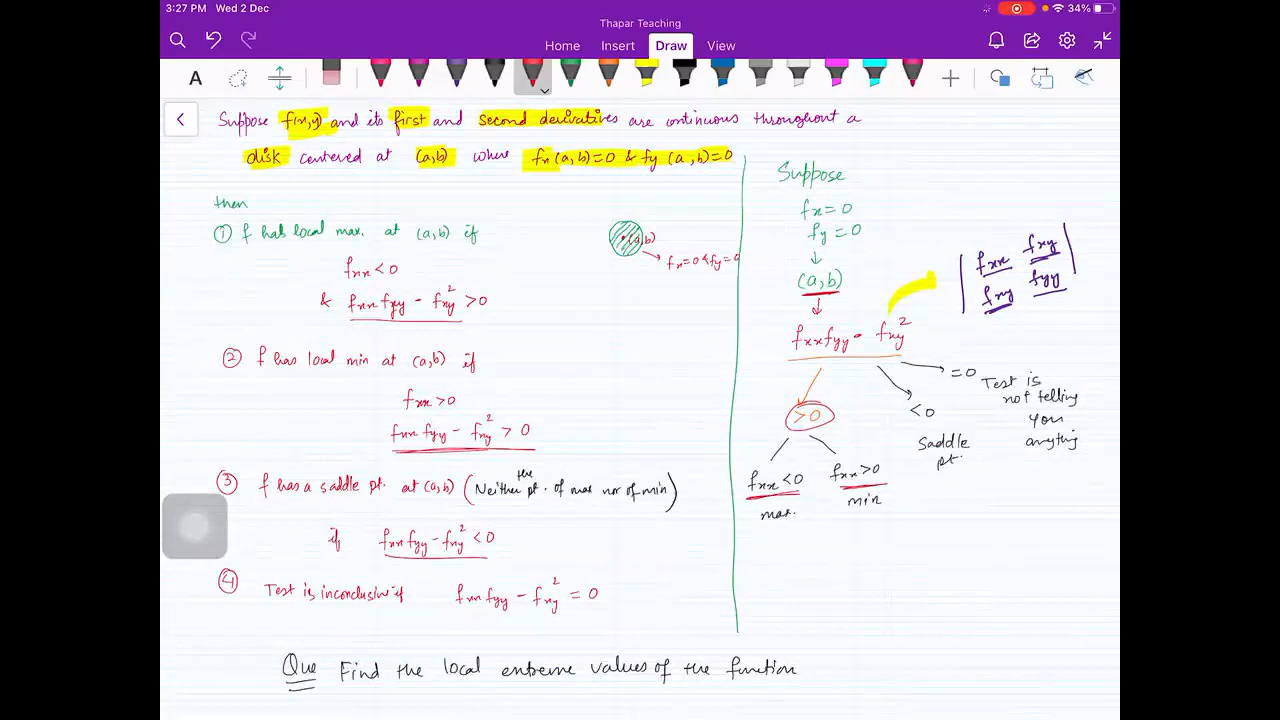 3:27 PM Wed 2 Dec
34%
Thapar Teaching
Home Insert Draw View
A
Suppose f(x,y) and its first and second derivatives are continuous throughout a
disk centered at (a,b) where fx(a,b)=0 & fy (a,b)=0
then
① f has local max. at (a,b) if
fxx<0
& fxx fxy - fxy² >0
(a,b)
fx=0 & fy=0
② f has local min at (a,b) if
fxx>0
fxx fyy - fxy² > 0
③ f has a saddle pt. at (a,b) (Neither the pt. of max nor of min)
if fxx fyy - fxy² < 0
④ Test is inconclusive if fxx fyy - fxy² = 0
Suppose
fx=0
fy=0
↓
(a,b)
↓
fxx fyy - fxy²
| fxx fxy
fxy fyy |
>0
<0
=0
Saddle
pt.
Test is
not telling
you
anything
fxx<0
max.
fxx>0
min
Que Find the local extreme values of the function